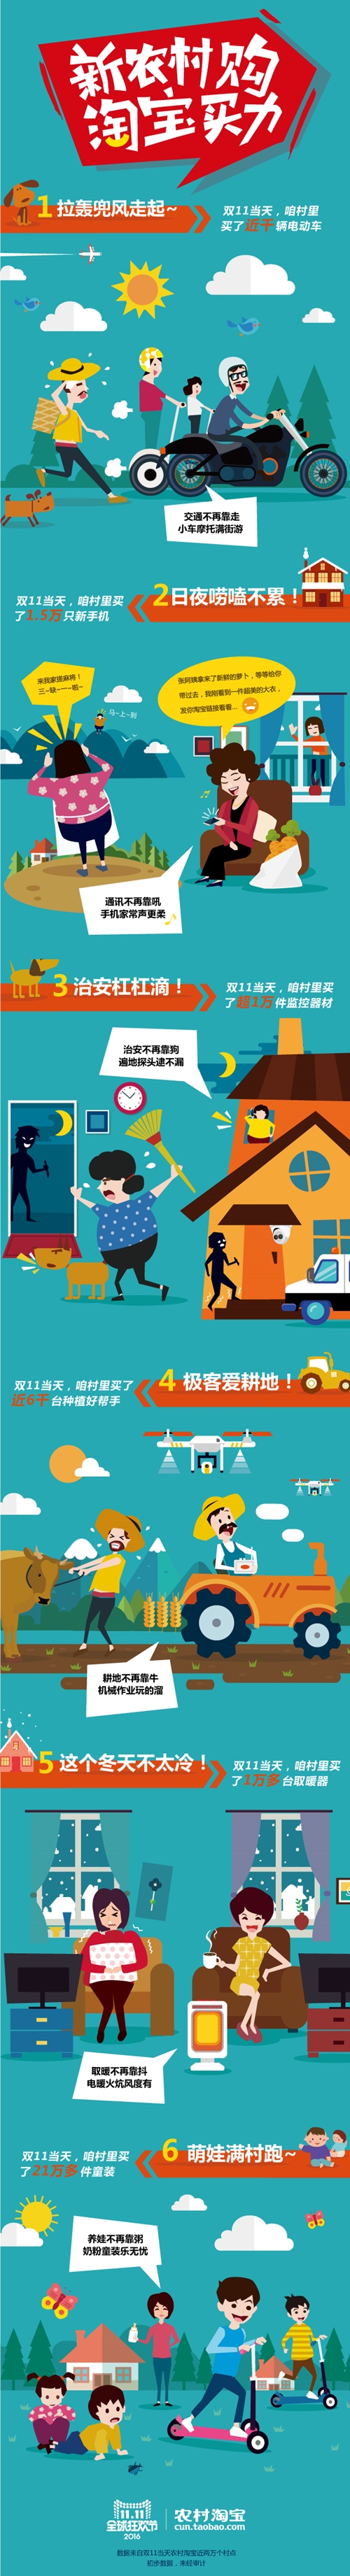 新农村购
淘宝买力
1 拉轰兜风走起~
双11当天，咱村里
买了近千辆电动车
交通不再靠走
小车摩托满街游
双11当天，咱村里买
了1.5万只新手机
2 日夜唠嗑不累！
来我家搓麻将！
三~缺~一~啦~
马~上~到
张阿姨拿来了新鲜的萝卜，等等给你
带过去，我刚看到一件超美的大衣，
发你淘宝链接看看...
通讯不再靠吼
手机家常声更柔
3 治安杠杠滴！
双11当天，咱村里买
了超1万件监控器材
治安不再靠狗
遍地探头逮不漏
双11当天，咱村里买了
近6千台种植好帮手
4 极客爱耕地！
耕地不再靠牛
机械作业玩的溜
5 这个冬天不太冷！
双11当天，咱村里买
了1万多台取暖器
取暖不再靠抖
电暖火炕风度有
双11当天，咱村里买
了21万多件童装
6 萌娃满村跑~
养娃不再靠粥
奶粉童装乐无忧
11.11
全球狂欢节
2016
农村淘宝
cun.taobao.com
数据来自双11当天农村淘宝近两万个村点
初步数据，未经审计